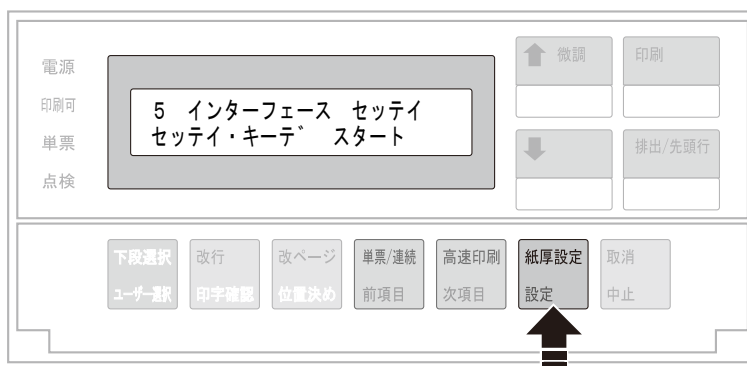 電源
印刷可
単票
点検
5 インターフェース セッテイ
セッテイ・キーデ゛ スタート
微調
印刷
排出/先頭行
下段選択
ユーザー選択
改行
印字確認
改ページ
位置決め
単票/連続
前項目
高速印刷
次項目
紙厚設定
設定
取消
中止